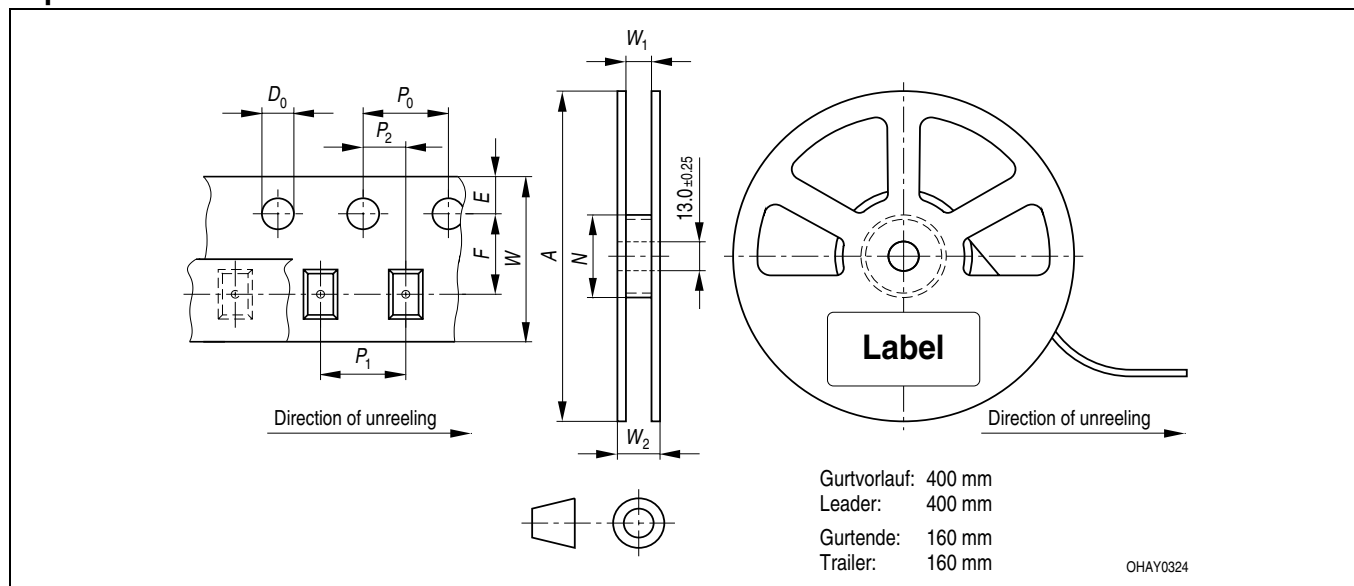 W1
D0
P0
P2
E
F
W
A
N
13.0 ±0.25
P1
Label
Direction of unreeling
W2
Direction of unreeling
Gurtvorlauf: 400 mm
Leader: 400 mm
Gurtende: 160 mm
Trailer: 160 mm
OHAY0324